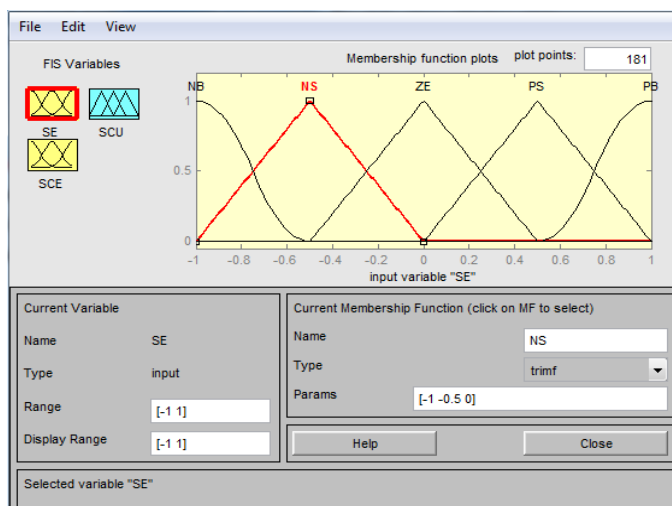 File Edit View
FIS Variables
Membership function plots plot points: 181
NB NS ZE PS PB
SE SCU
SCE
1
0.5
0
-1 -0.8 -0.6 -0.4 -0.2 0 0.2 0.4 0.6 0.8 1
input variable "SE"
Current Variable
Name SE
Type input
Range [-1 1]
Display Range [-1 1]
Current Membership Function (click on MF to select)
Name NS
Type trimf
Params [-1 -0.5 0]
Help Close
Selected variable "SE"